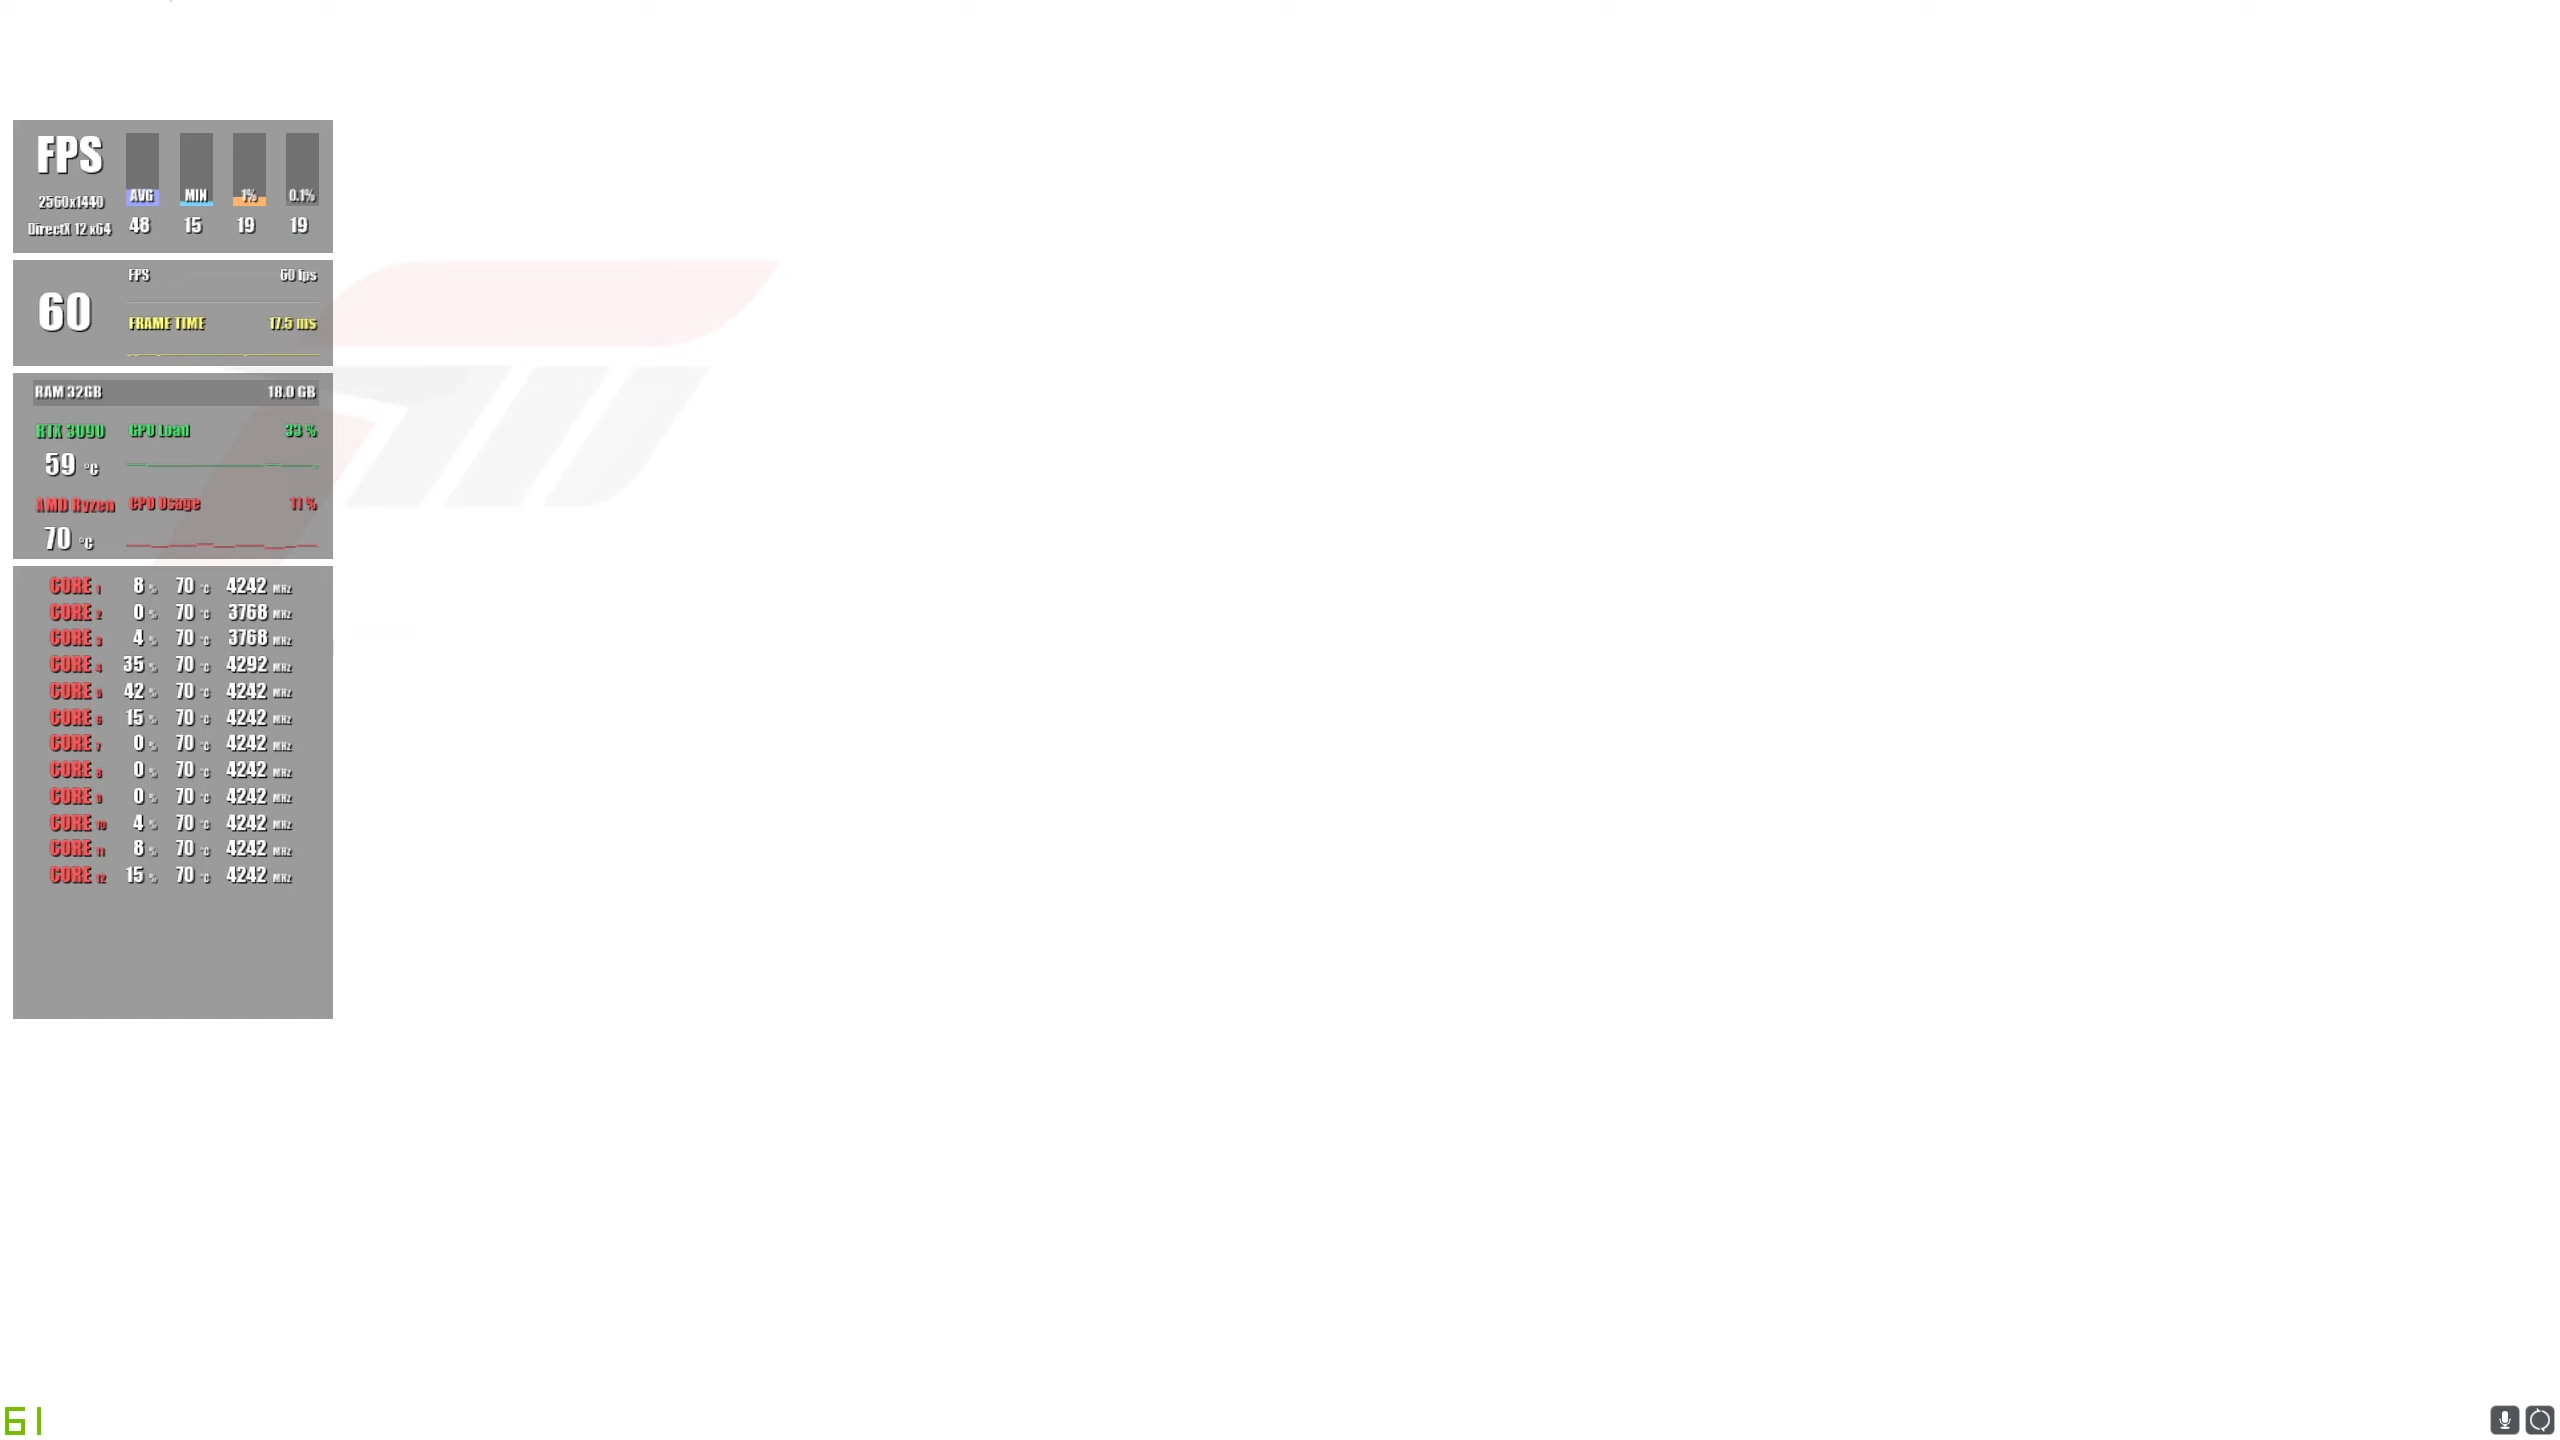 FPS
AVG MIN 1% 0.1%
2560x1440
DirectX 12 x64 48 15 19 19
FPS 60 fps
60
FRAME TIME 17.5 ms
RAM 32GB 18.0 GB
RTX 3090 GPU Load 33 %
59 °C
AMD Ryzen CPU Usage 11 %
70 °C
CORE 1 8 % 70 °C 4242 MHz
CORE 2 0 % 70 °C 3768 MHz
CORE 3 4 % 70 °C 3768 MHz
CORE 4 35 % 70 °C 4292 MHz
CORE 5 42 % 70 °C 4242 MHz
CORE 6 15 % 70 °C 4242 MHz
CORE 7 0 % 70 °C 4242 MHz
CORE 8 0 % 70 °C 4242 MHz
CORE 9 0 % 70 °C 4242 MHz
CORE 10 4 % 70 °C 4242 MHz
CORE 11 8 % 70 °C 4242 MHz
CORE 12 15 % 70 °C 4242 MHz
61